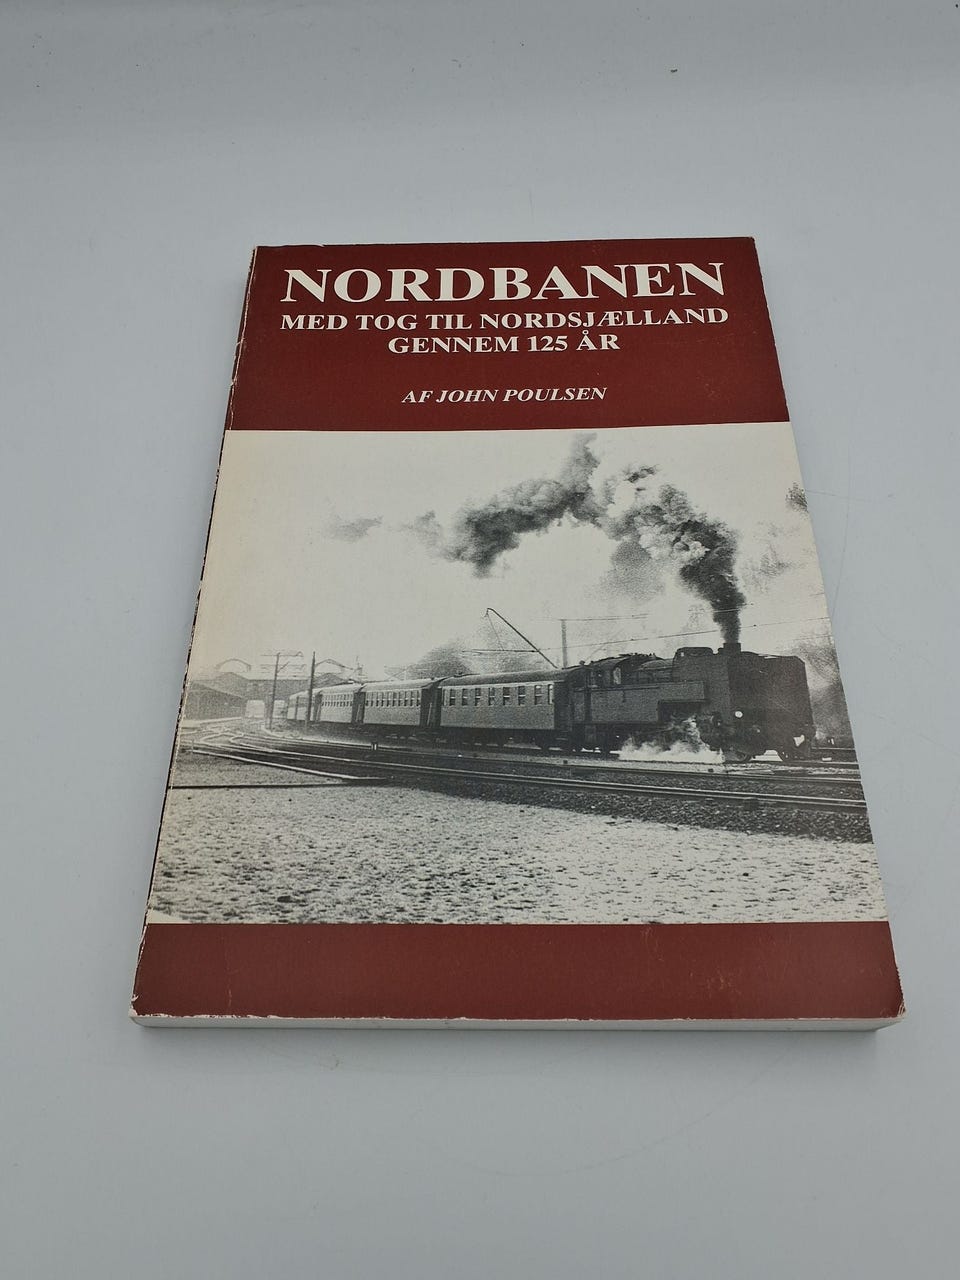 NORDBANEN
MED TOG TIL NORDSJÆLLAND
GENNEM 125 ÅR
AF JOHN POULSEN